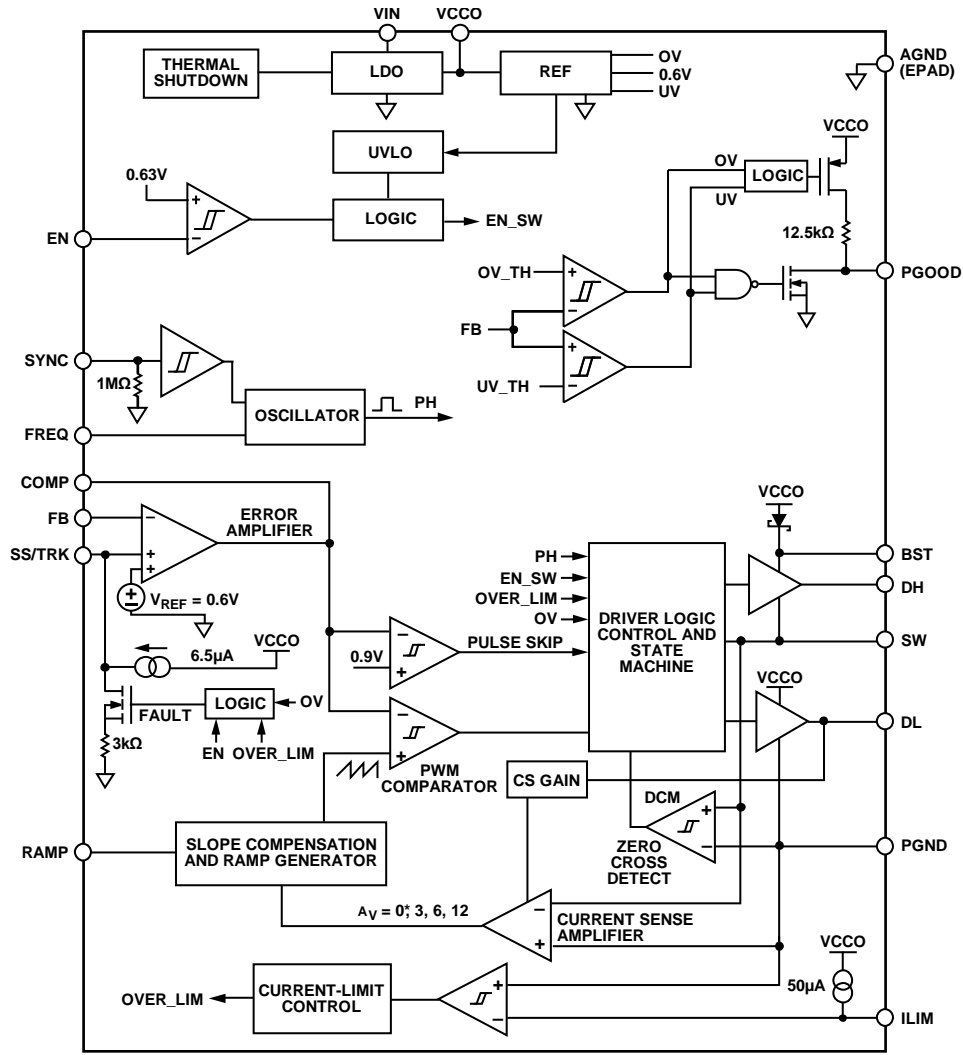 VIN
VCCO
THERMAL
SHUTDOWN
LDO
REF
OV
0.6V
UV
AGND
(EPAD)
UVLO
VCCO
0.63V
+
−
LOGIC
EN_SW
EN
OV
UV
LOGIC
12.5kΩ
PGOOD
OV_TH
+
−
FB
+
−
UV_TH
SYNC
1MΩ
OSCILLATOR
PH
FREQ
COMP
FB
SS/TRK
−
+
+
ERROR
AMPLIFIER
VREF = 0.6V
6.5µA
VCCO
FAULT
LOGIC
OV
3kΩ
EN
OVER_LIM
−
+
0.9V
PULSE SKIP
−
+
PWM
COMPARATOR
PH
EN_SW
OVER_LIM
OV
DRIVER LOGIC
CONTROL AND
STATE
MACHINE
VCCO
BST
DH
SW
VCCO
DL
CS GAIN
DCM
+
−
ZERO
CROSS
DETECT
PGND
RAMP
SLOPE COMPENSATION
AND RAMP GENERATOR
AV = 0*, 3, 6, 12
−
+
CURRENT SENSE
AMPLIFIER
OVER_LIM
CURRENT-LIMIT
CONTROL
+
−
VCCO
50µA
ILIM